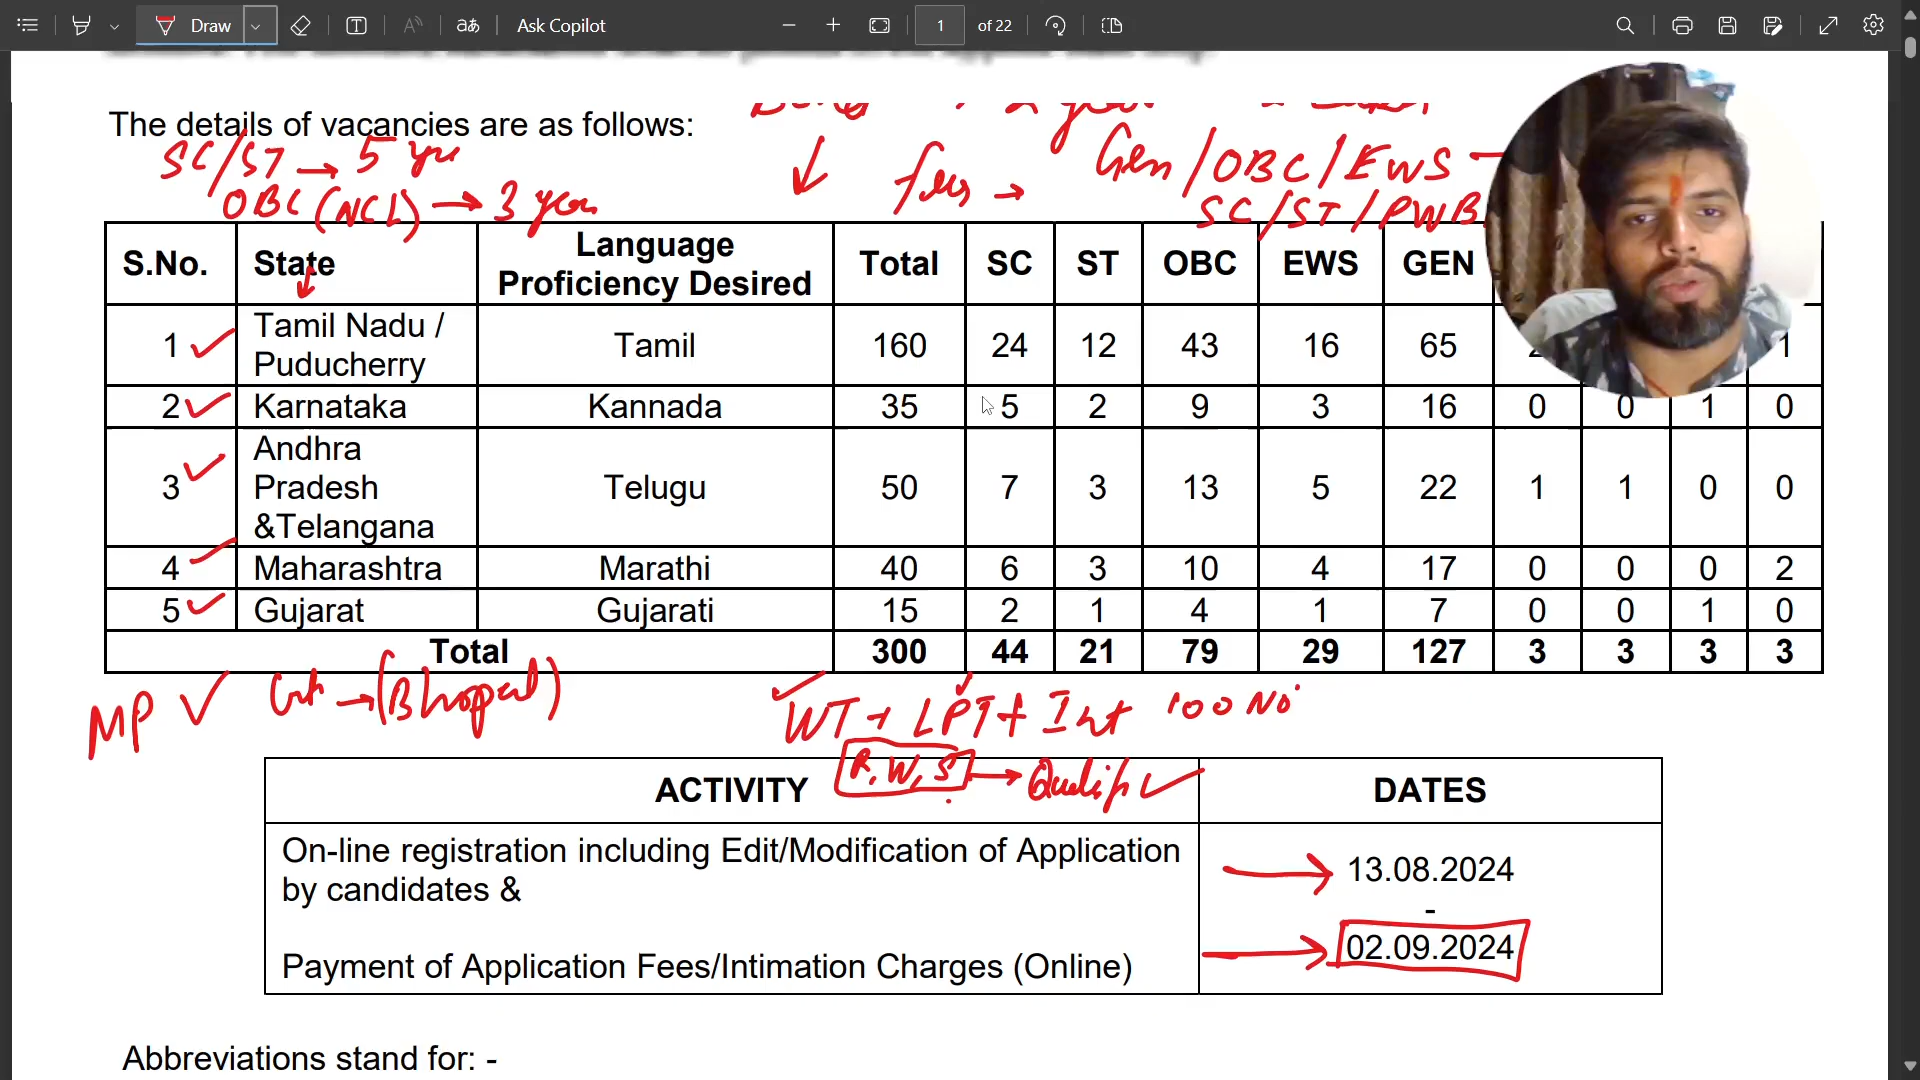 Draw
Ask Copilot
1 of 22
The details of vacancies are as follows:
SC/ST → 5 yrs
OBC (NCL) → 3 year
fees → Gen/OBC/EWS
SC/ST/PWB
S.No. State Language Proficiency Desired Total SC ST OBC EWS GEN
1 Tamil Nadu / Puducherry Tamil 160 24 12 43 16 65 1
2 Karnataka Kannada 35 5 2 9 3 16 0 0 1 0
3 Andhra Pradesh &Telangana Telugu 50 7 3 13 5 22 1 1 0 0
4 Maharashtra Marathi 40 6 3 10 4 17 0 0 0 2
5 Gujarat Gujarati 15 2 1 4 1 7 0 0 1 0
Total 300 44 21 79 29 127 3 3 3 3
MP → (Bhopal)
WT + LPT + Int 100 No
R, W, S →
ACTIVITY DATES
On-line registration including Edit/Modification of Application
by candidates &
Payment of Application Fees/Intimation Charges (Online)
13.08.2024
-
02.09.2024
Abbreviations stand for: -